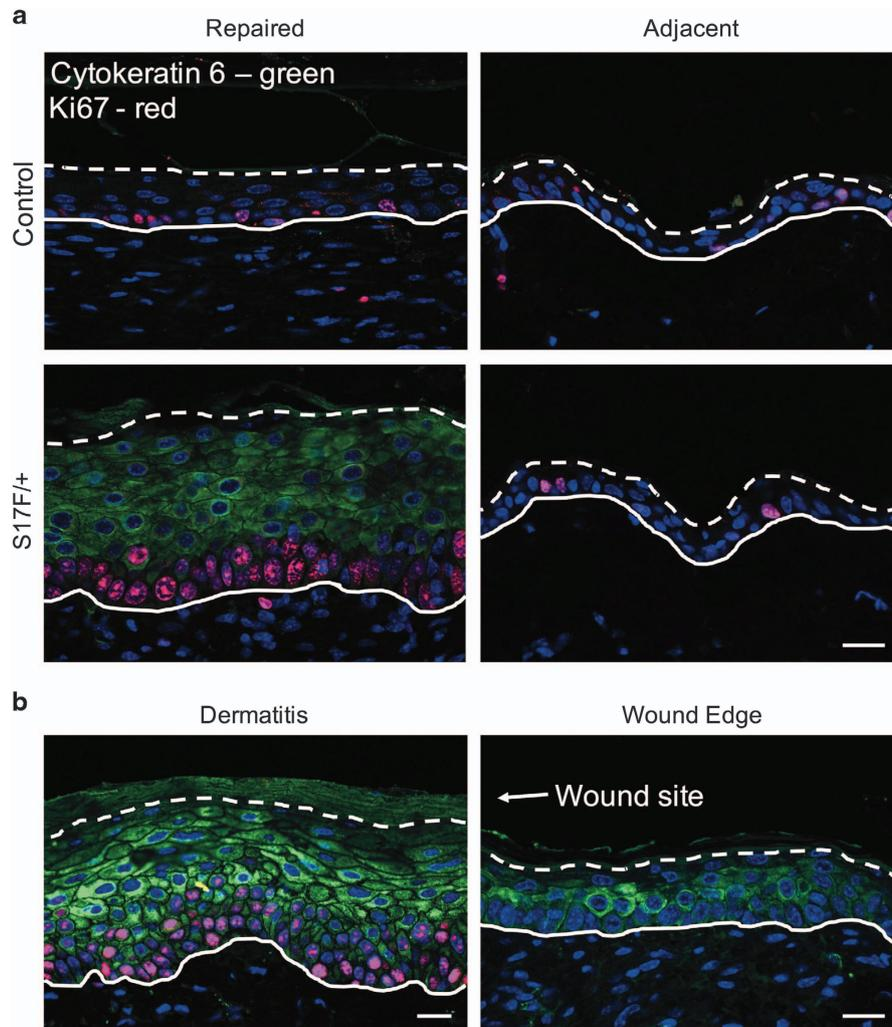 a
Repaired
Adjacent
Control
Cytokeratin 6 – green
Ki67 - red
S17F/+
b
Dermatitis
Wound Edge
Wound site